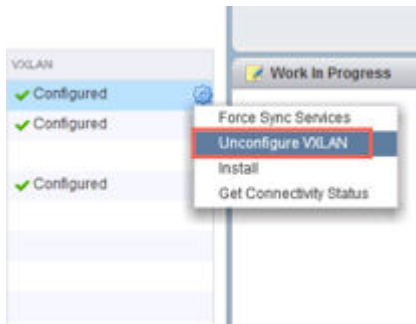 VXLAN
Work In Progress
Configured
Configured
Configured
Force Sync Services
Unconfigure VXLAN
Install
Get Connectivity Status